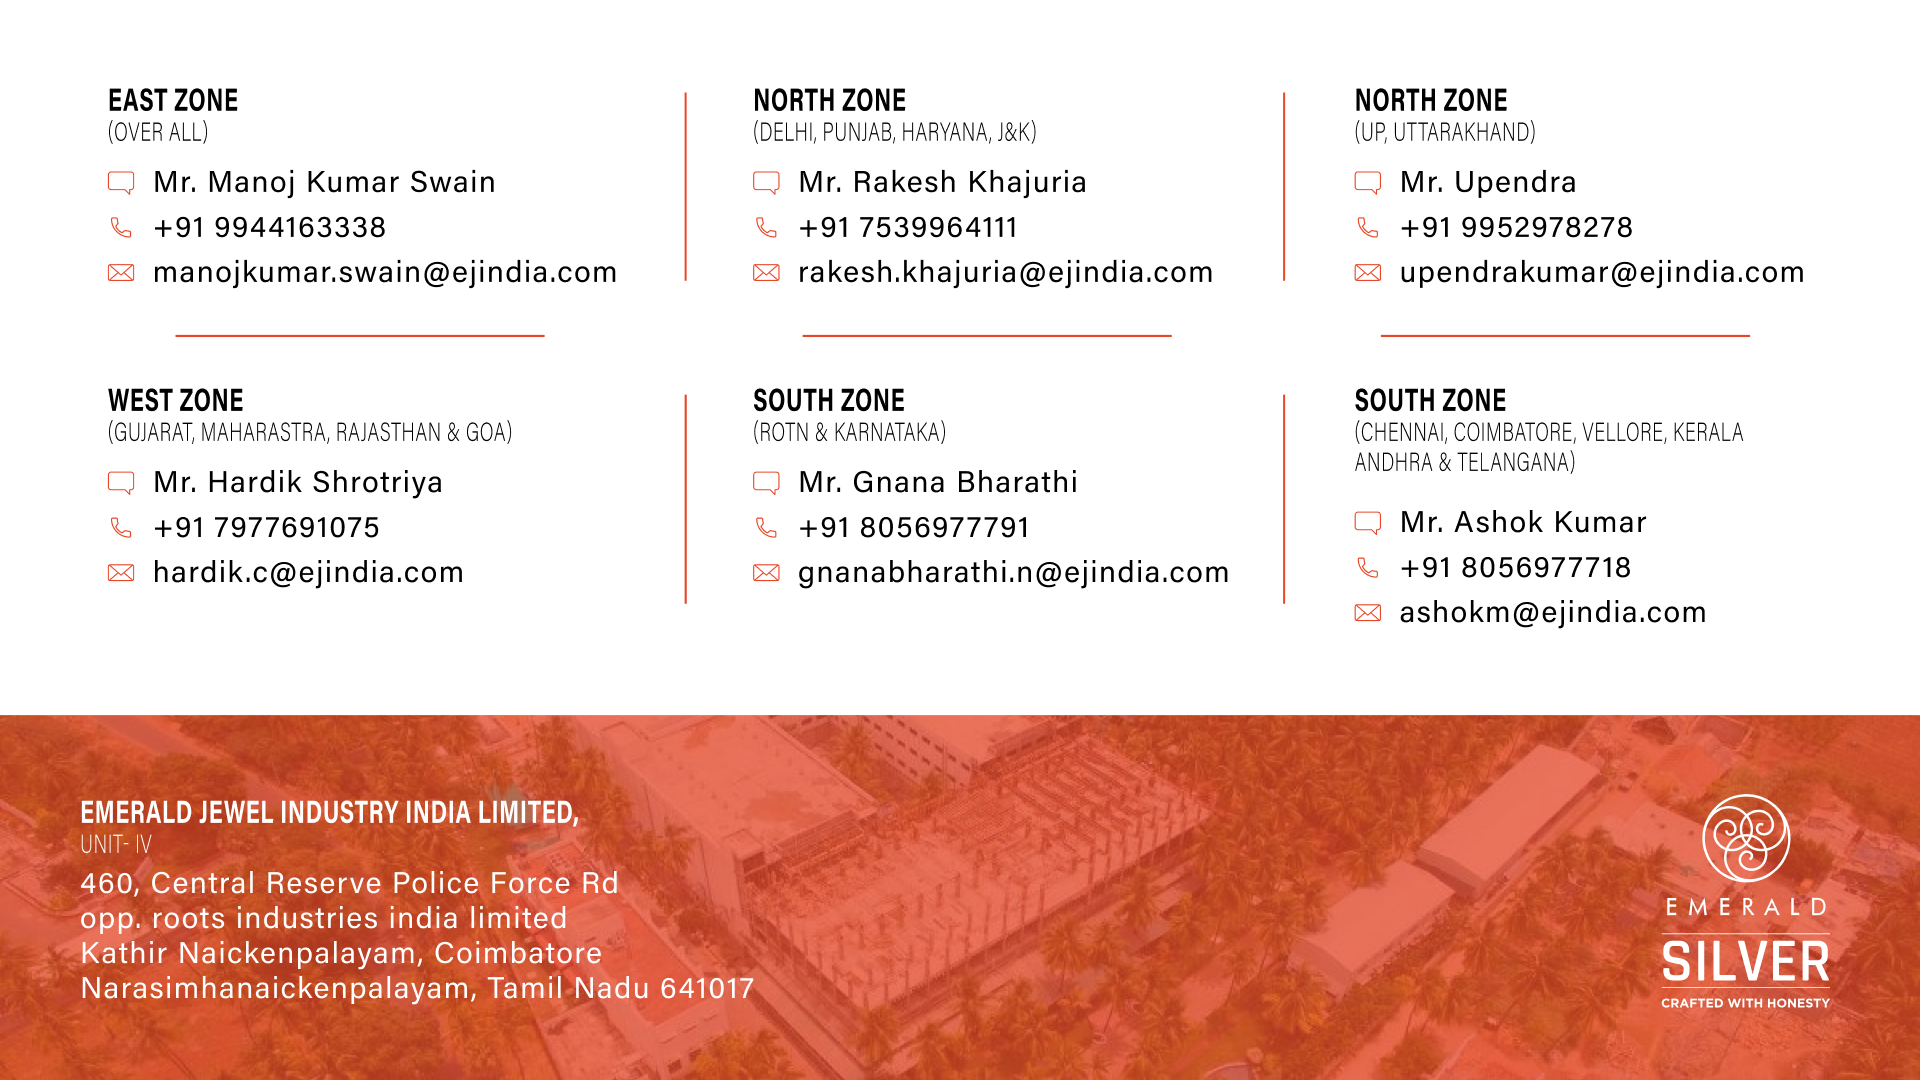 EAST ZONE
(OVER ALL)
Mr. Manoj Kumar Swain
+91 9944163338
manojkumar.swain@ejindia.com
NORTH ZONE
(DELHI, PUNJAB, HARYANA, J&K)
Mr. Rakesh Khajuria
+91 7539964111
rakesh.khajuria@ejindia.com
NORTH ZONE
(UP, UTTARAKHAND)
Mr. Upendra
+91 9952978278
upendrakumar@ejindia.com
WEST ZONE
(GUJARAT, MAHARASTRA, RAJASTHAN & GOA)
Mr. Hardik Shrotriya
+91 7977691075
hardik.c@ejindia.com
SOUTH ZONE
(ROTN & KARNATAKA)
Mr. Gnana Bharathi
+91 8056977791
gnanabharathi.n@ejindia.com
SOUTH ZONE
(CHENNAI, COIMBATORE, VELLORE, KERALA
ANDHRA & TELANGANA)
Mr. Ashok Kumar
+91 8056977718
ashokm@ejindia.com
EMERALD JEWEL INDUSTRY INDIA LIMITED,
UNIT- IV
460, Central Reserve Police Force Rd
opp. roots industries india limited
Kathir Naickenpalayam, Coimbatore
Narasimhanaickenpalayam, Tamil Nadu 641017
EMERALD
SILVER
CRAFTED WITH HONESTY